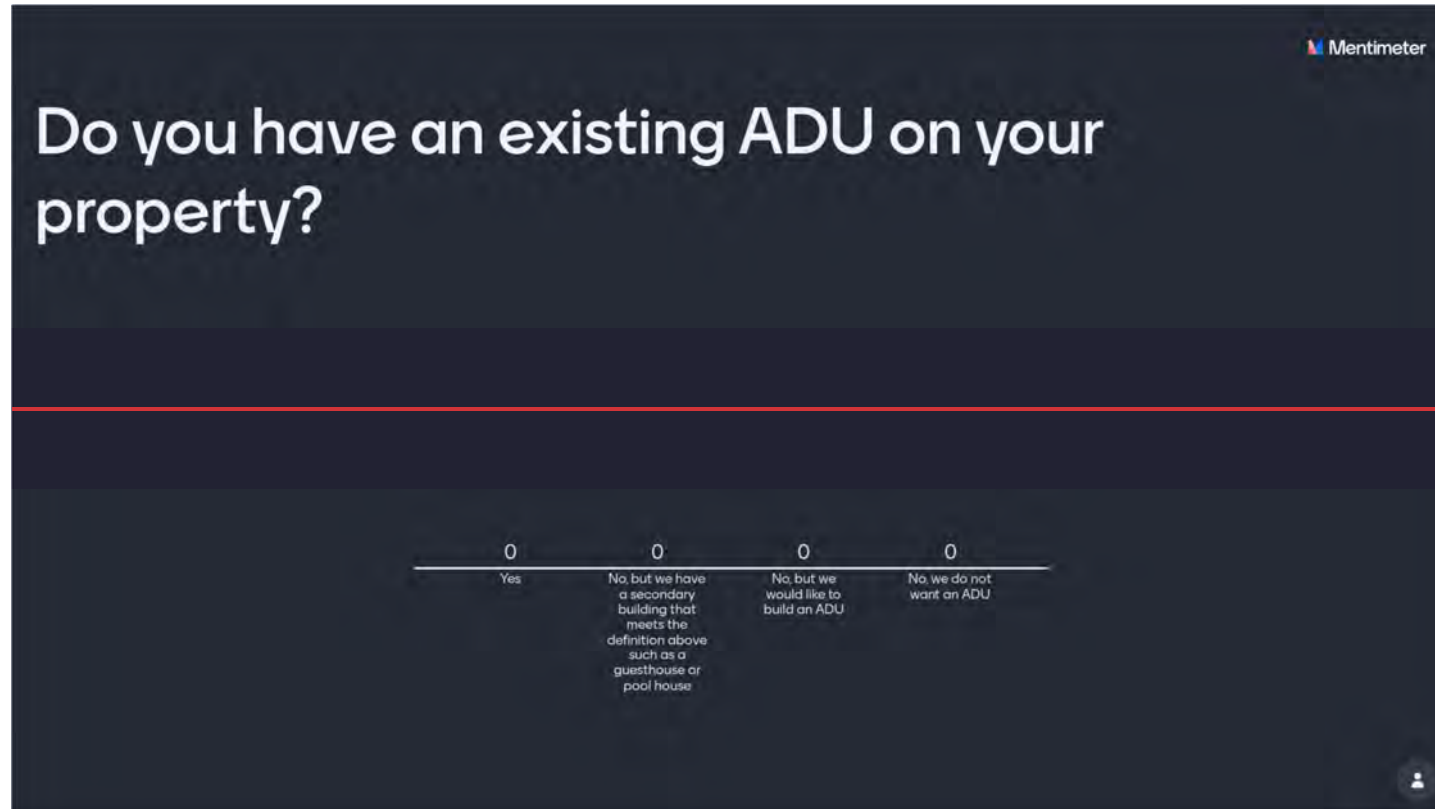 Mentimeter
Do you have an existing ADU on your
property?
0
0
0
0
Yes
No, but we have
a secondary
building that
meets the
definition above
such as a
guesthouse or
pool house
No, but we
would like to
build an ADU
No, we do not
want an ADU